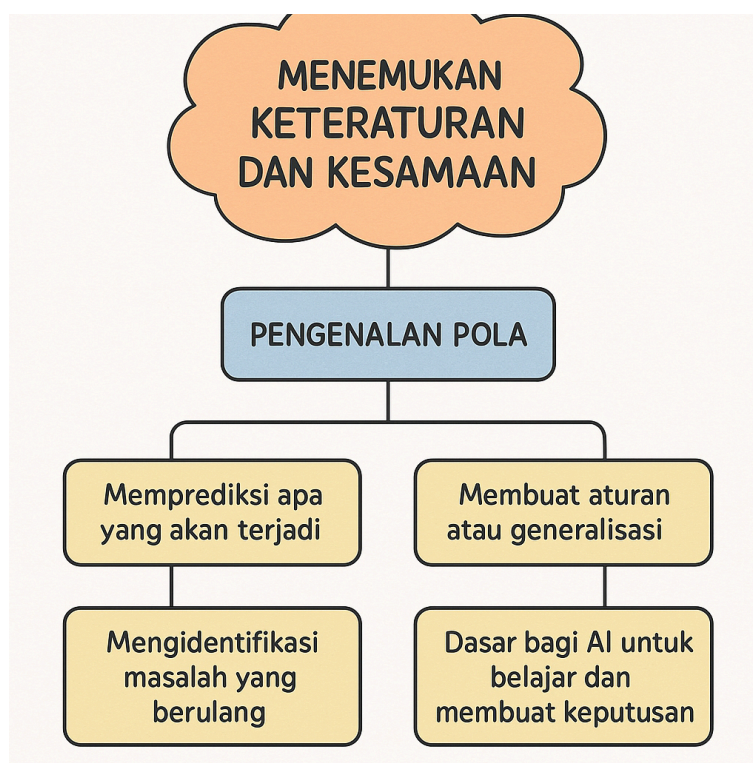 MENEMUKAN
KETERATURAN
DAN KESAMAAN
PENGENALAN POLA
Memprediksi apa
yang akan terjadi
Membuat aturan
atau generalisasi
Mengidentifikasi
masalah yang
berulang
Dasar bagi AI untuk
belajar dan
membuat keputusan